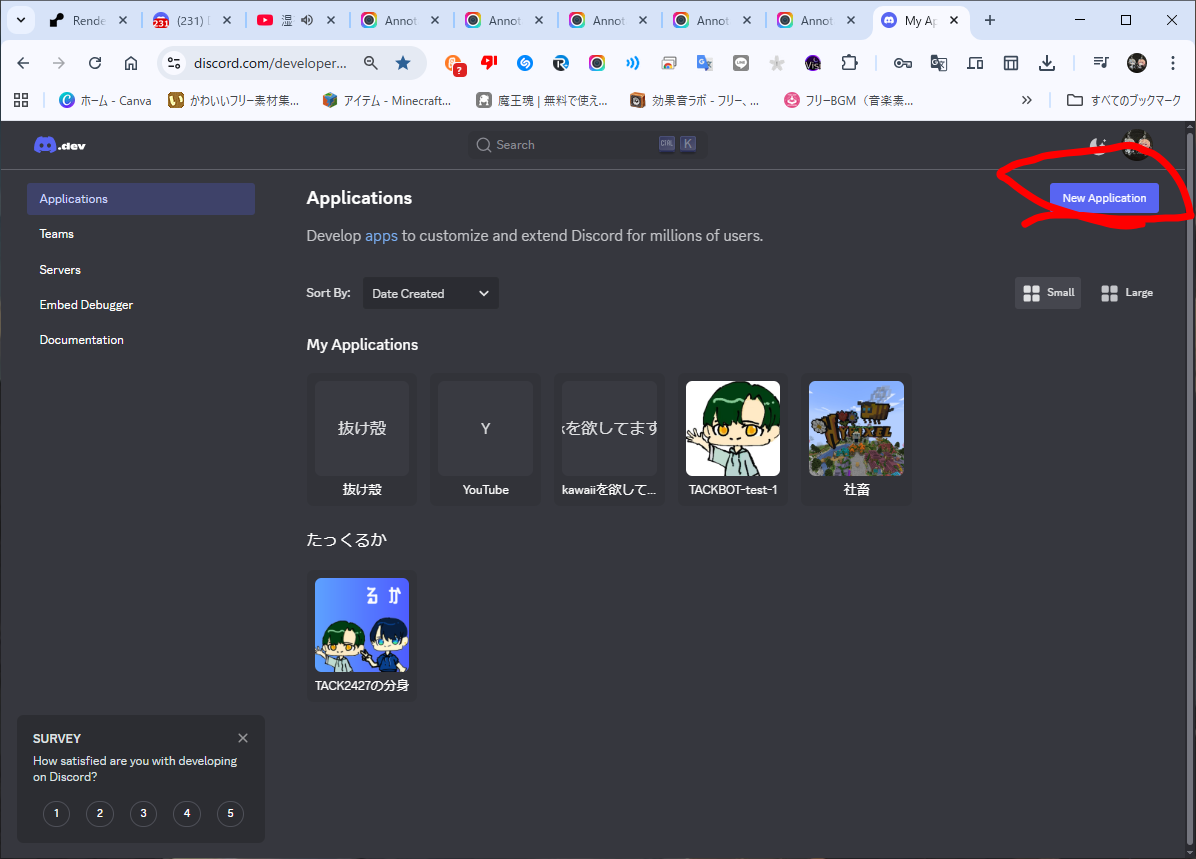 Rende
231
(231)
湿
Annot
Annot
Annot
Annot
Annot
My Ap
discord.com/developer...
ホーム - Canva
かわいいフリー素材集...
アイテム - Minecraft...
魔王魂 | 無料で使え...
効果音ラボ - フリー、...
フリーBGM（音楽素...
すべてのブックマーク
.dev
Search
CTRL
K
Applications
Teams
Servers
Embed Debugger
Documentation
Applications
New Application
Develop apps to customize and extend Discord for millions of users.
Sort By:
Date Created
Small
Large
My Applications
抜け殻
Y
を欲してます
抜け殻
YouTube
kawaiiを欲して...
TACKBOT-test-1
社畜
たっくるか
るか
TACK2427の分身
SURVEY
How satisfied are you with developing
on Discord?
1
2
3
4
5